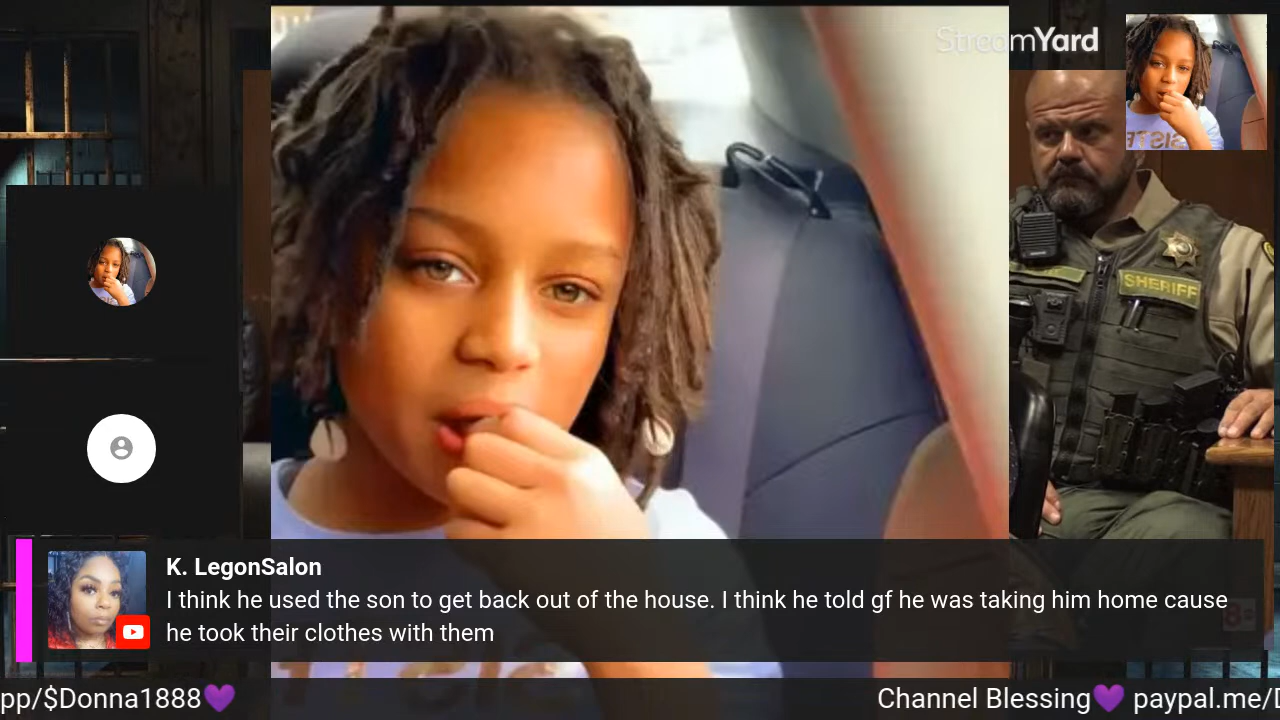 StreamYard
SHERIFF
K. LegonSalon
I think he used the son to get back out of the house. I think he told gf he was taking him home cause
he took their clothes with them
pp/$Donna1888💜
Channel Blessing💜 paypal.me/D